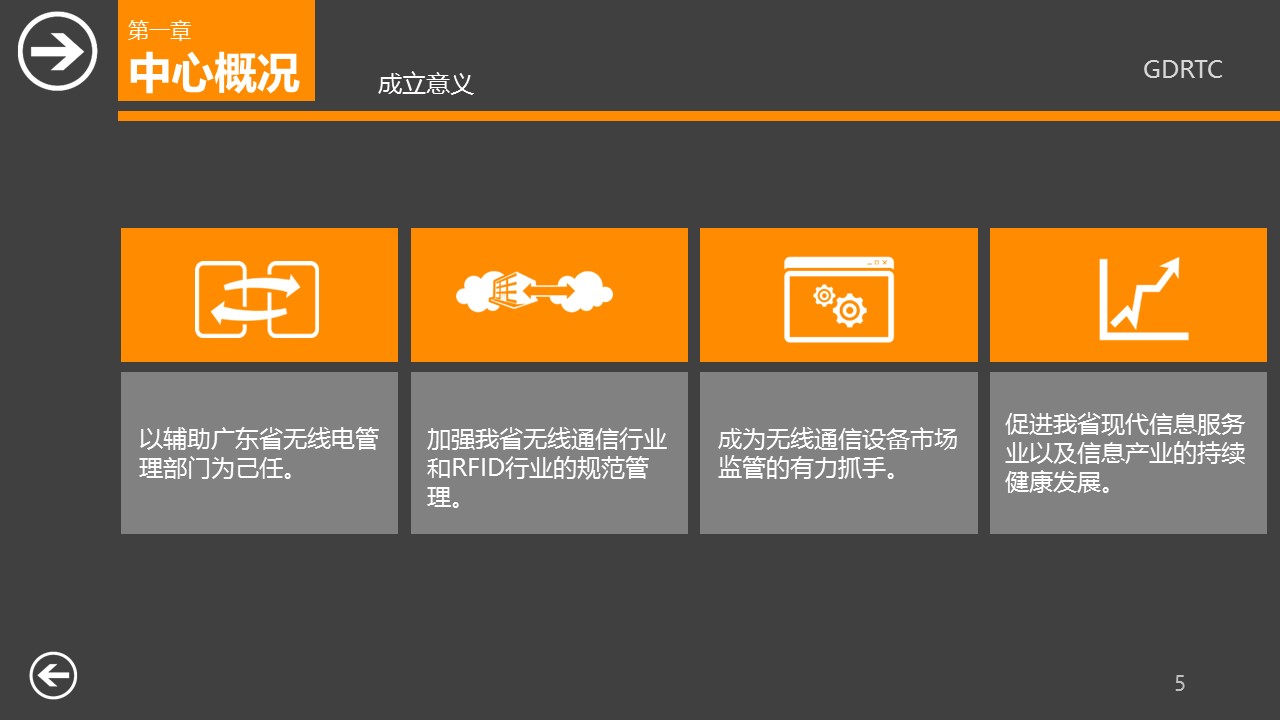 第一章
中心概况
成立意义
GDRTC
以辅助广东省无线电管
理部门为己任。
加强我省无线通信行业
和RFID行业的规范管
理。
成为无线通信设备市场
监管的有力抓手。
促进我省现代信息服务
业以及信息产业的持续
健康发展。
5